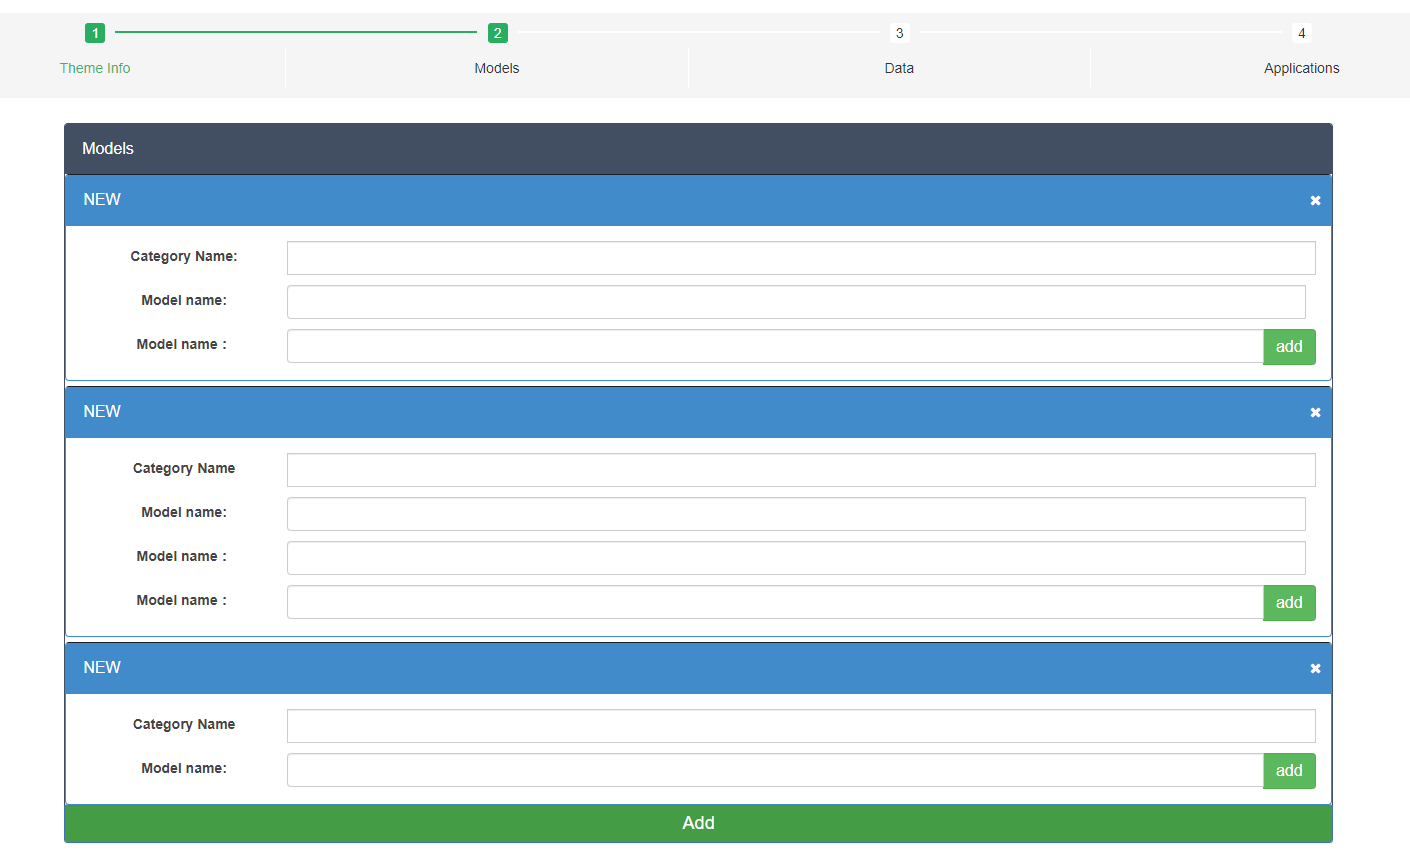 1 2 3 4
Theme Info Models Data Applications
Models
NEW
Category Name:
Model name:
Model name : add
NEW
Category Name
Model name:
Model name :
Model name : add
NEW
Category Name
Model name: add
Add